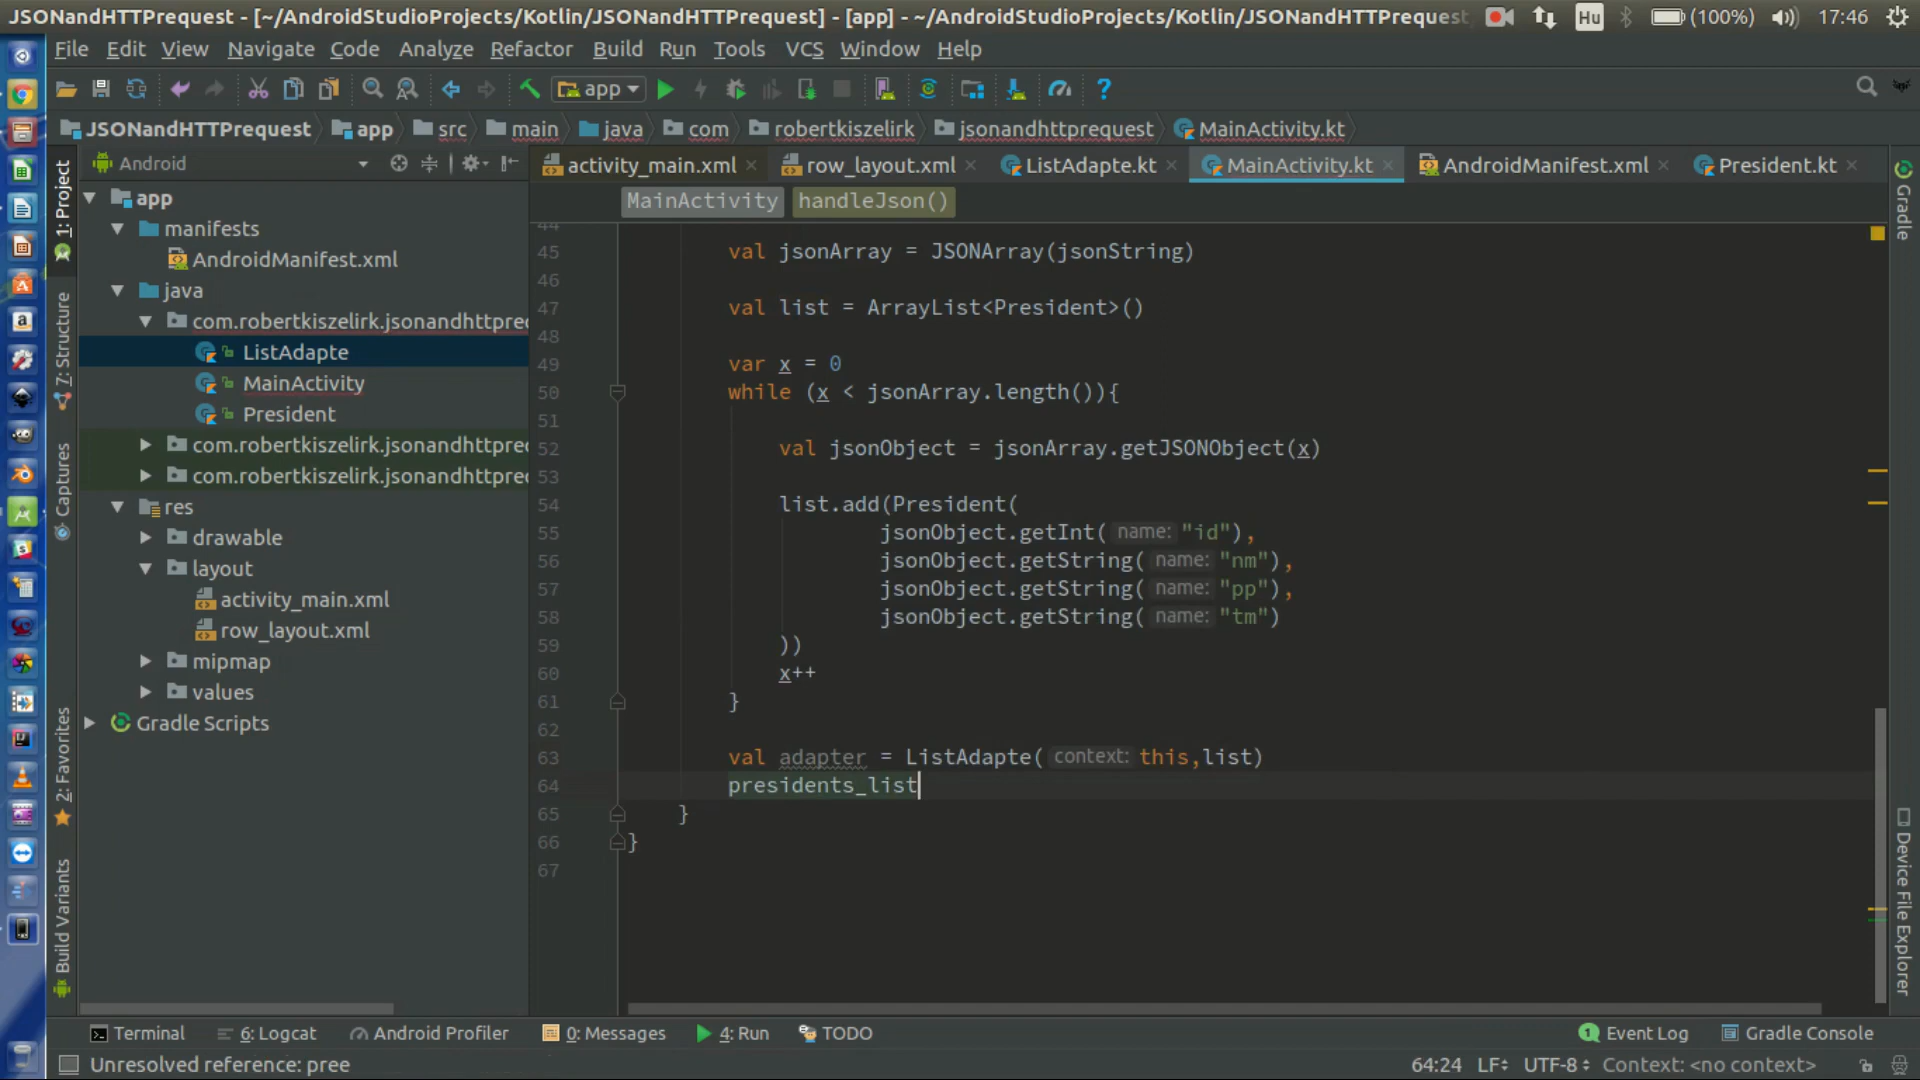 JSONandHTTPrequest - [~/AndroidStudioProjects/Kotlin/JSONandHTTPrequest] - [app] - ~/AndroidStudioProjects/Kotlin/JSONandHTTPrequest
Hu (100%) 17:46
File Edit View Navigate Code Analyze Refactor Build Run Tools VCS Window Help
app
JSONandHTTPrequest app src main java com robertkiszelirk jsonandhttprequest MainActivity.kt
Android
activity_main.xml row_layout.xml ListAdapte.kt MainActivity.kt AndroidManifest.xml President.kt
MainActivity handleJson()
1: Project
7: Structure
Captures
2: Favorites
Build Variants
app
manifests
AndroidManifest.xml
java
com.robertkiszelirk.jsonandhttpre
ListAdapte
MainActivity
President
com.robertkiszelirk.jsonandhttpre
com.robertkiszelirk.jsonandhttpre
res
drawable
layout
activity_main.xml
row_layout.xml
mipmap
values
Gradle Scripts
44
45 val jsonArray = JSONArray(jsonString)
46
47 val list = ArrayList<President>()
48
49 var x = 0
50 while (x < jsonArray.length()){
51
52 val jsonObject = jsonArray.getJSONObject(x)
53
54 list.add(President(
55 jsonObject.getInt( name: "id"),
56 jsonObject.getString( name: "nm"),
57 jsonObject.getString( name: "pp"),
58 jsonObject.getString( name: "tm")
59 ))
60 x++
61 }
62
63 val adapter = ListAdapte( context: this,list)
64 presidents_list
65 }
66 }
67
Gradle
Device File Explorer
Terminal 6: Logcat Android Profiler 0: Messages 4: Run TODO 1 Event Log Gradle Console
Unresolved reference: pree 64:24 LF UTF-8 Context: <no context>